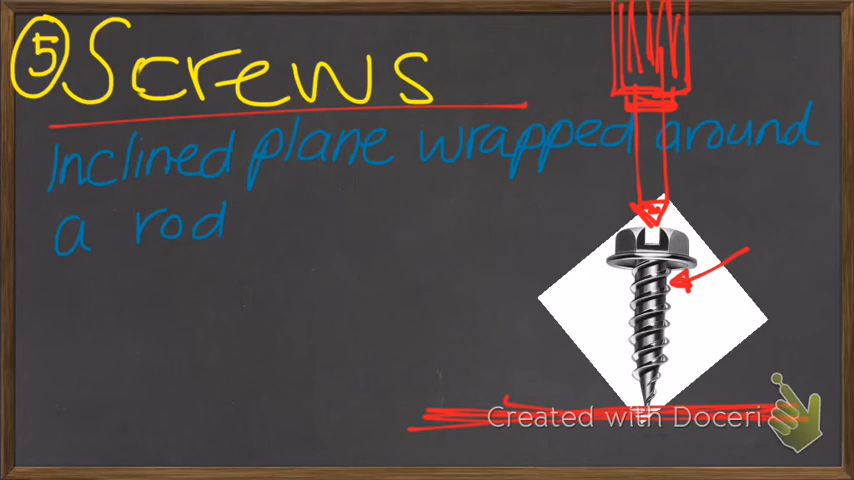 5 Screws
Inclined plane wrapped around
a rod
Created with Doceri